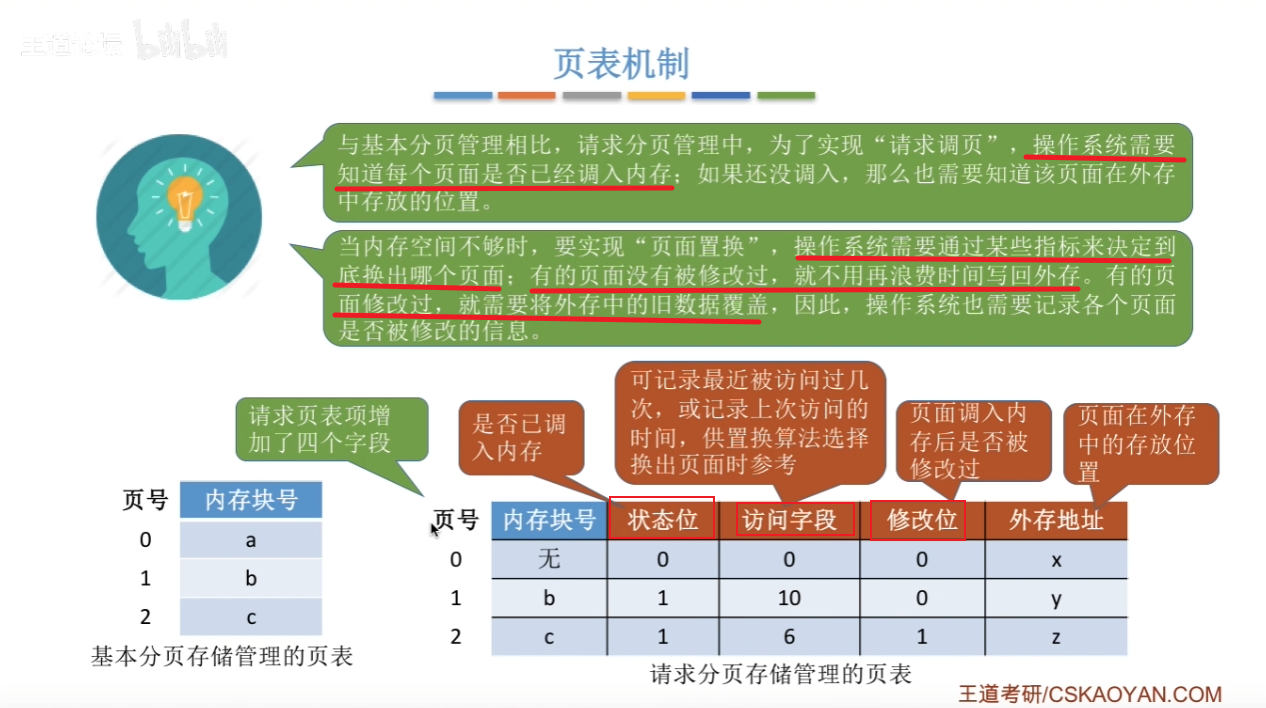 王道论坛 bilibili
页表机制
与基本分页管理相比，请求分页管理中，为了实现“请求调页”，操作系统需要
知道每个页面是否已经调入内存；如果还没调入，那么也需要知道该页面在外存
中存放的位置。
当内存空间不够时，要实现“页面置换”，操作系统需要通过某些指标来决定到
底换出哪个页面；有的页面没有被修改过，就不用再浪费时间写回外存。有的页
面修改过，就需要将外存中的旧数据覆盖，因此，操作系统也需要记录各个页面
是否被修改的信息。
请求页表项增
加了四个字段
是否已调
入内存
可记录最近被访问过几
次，或记录上次访问的
时间，供置换算法选择
换出页面时参考
页面调入内
存后是否被
修改过
页面在外存
中的存放位
置
页号 内存块号
0 a
1 b
2 c
基本分页存储管理的页表
页号 内存块号 状态位 访问字段 修改位 外存地址
0 无 0 0 0 x
1 b 1 10 0 y
2 c 1 6 1 z
请求分页存储管理的页表
王道考研/CSKAOYAN.COM